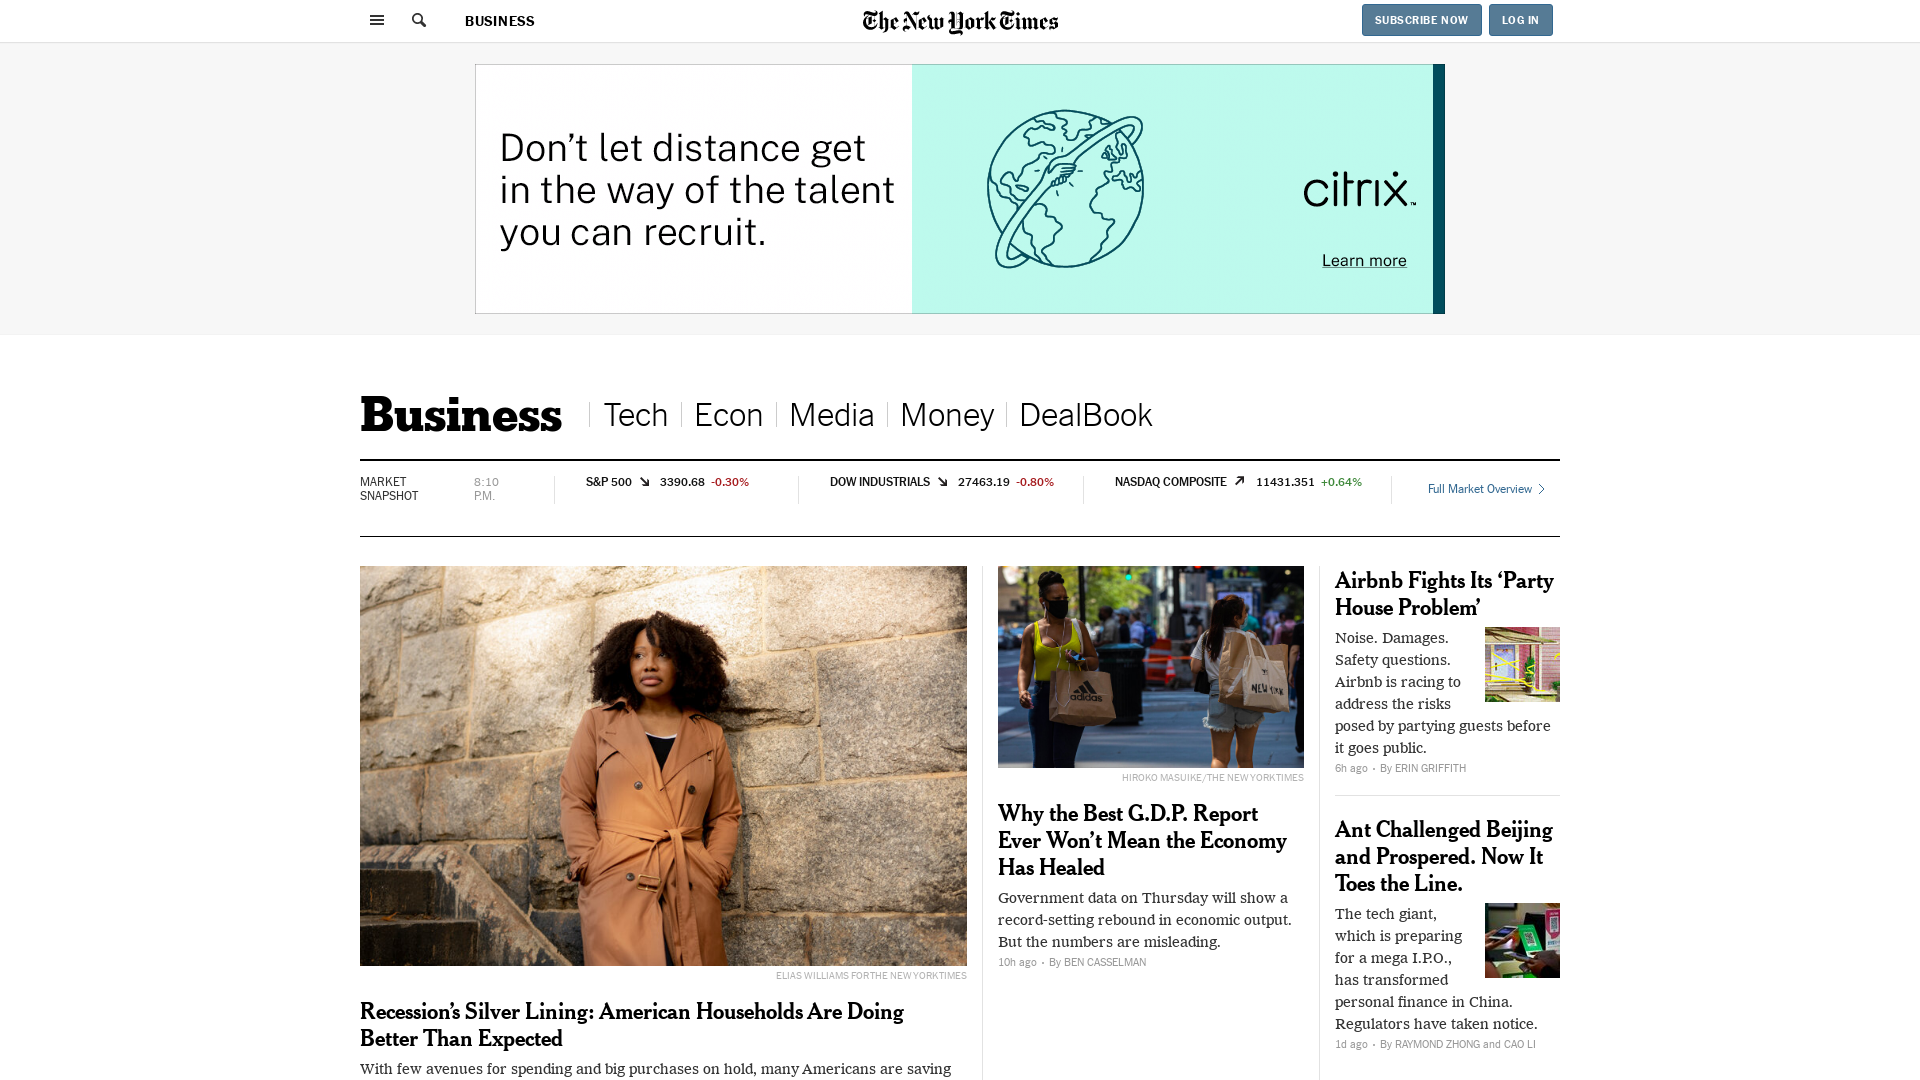 BUSINESS
The New York Times
SUBSCRIBE NOW
LOG IN
Don’t let distance get
in the way of the talent
you can recruit.
citrix™
Learn more
Business
Tech
Econ
Media
Money
DealBook
MARKET
SNAPSHOT
8:10
P.M.
S&P 500 3390.68 -0.30%
DOW INDUSTRIALS 27463.19 -0.80%
NASDAQ COMPOSITE 11431.351 +0.64%
Full Market Overview
ELIAS WILLIAMS FOR THE NEW YORK TIMES
Recession’s Silver Lining: American Households Are Doing
Better Than Expected
With few avenues for spending and big purchases on hold, many Americans are saving
adidas
NEW YORK
HIROKO MASUIKE/THE NEW YORK TIMES
Why the Best G.D.P. Report
Ever Won’t Mean the Economy
Has Healed
Government data on Thursday will show a
record-setting rebound in economic output.
But the numbers are misleading.
10h ago • By BEN CASSELMAN
Airbnb Fights Its ‘Party
House Problem’
Noise. Damages.
Safety questions.
Airbnb is racing to
address the risks
posed by partying guests before
it goes public.
6h ago • By ERIN GRIFFITH
Ant Challenged Beijing
and Prospered. Now It
Toes the Line.
The tech giant,
which is preparing
for a mega I.P.O.,
has transformed
personal finance in China.
Regulators have taken notice.
1d ago • By RAYMOND ZHONG and CAO LI